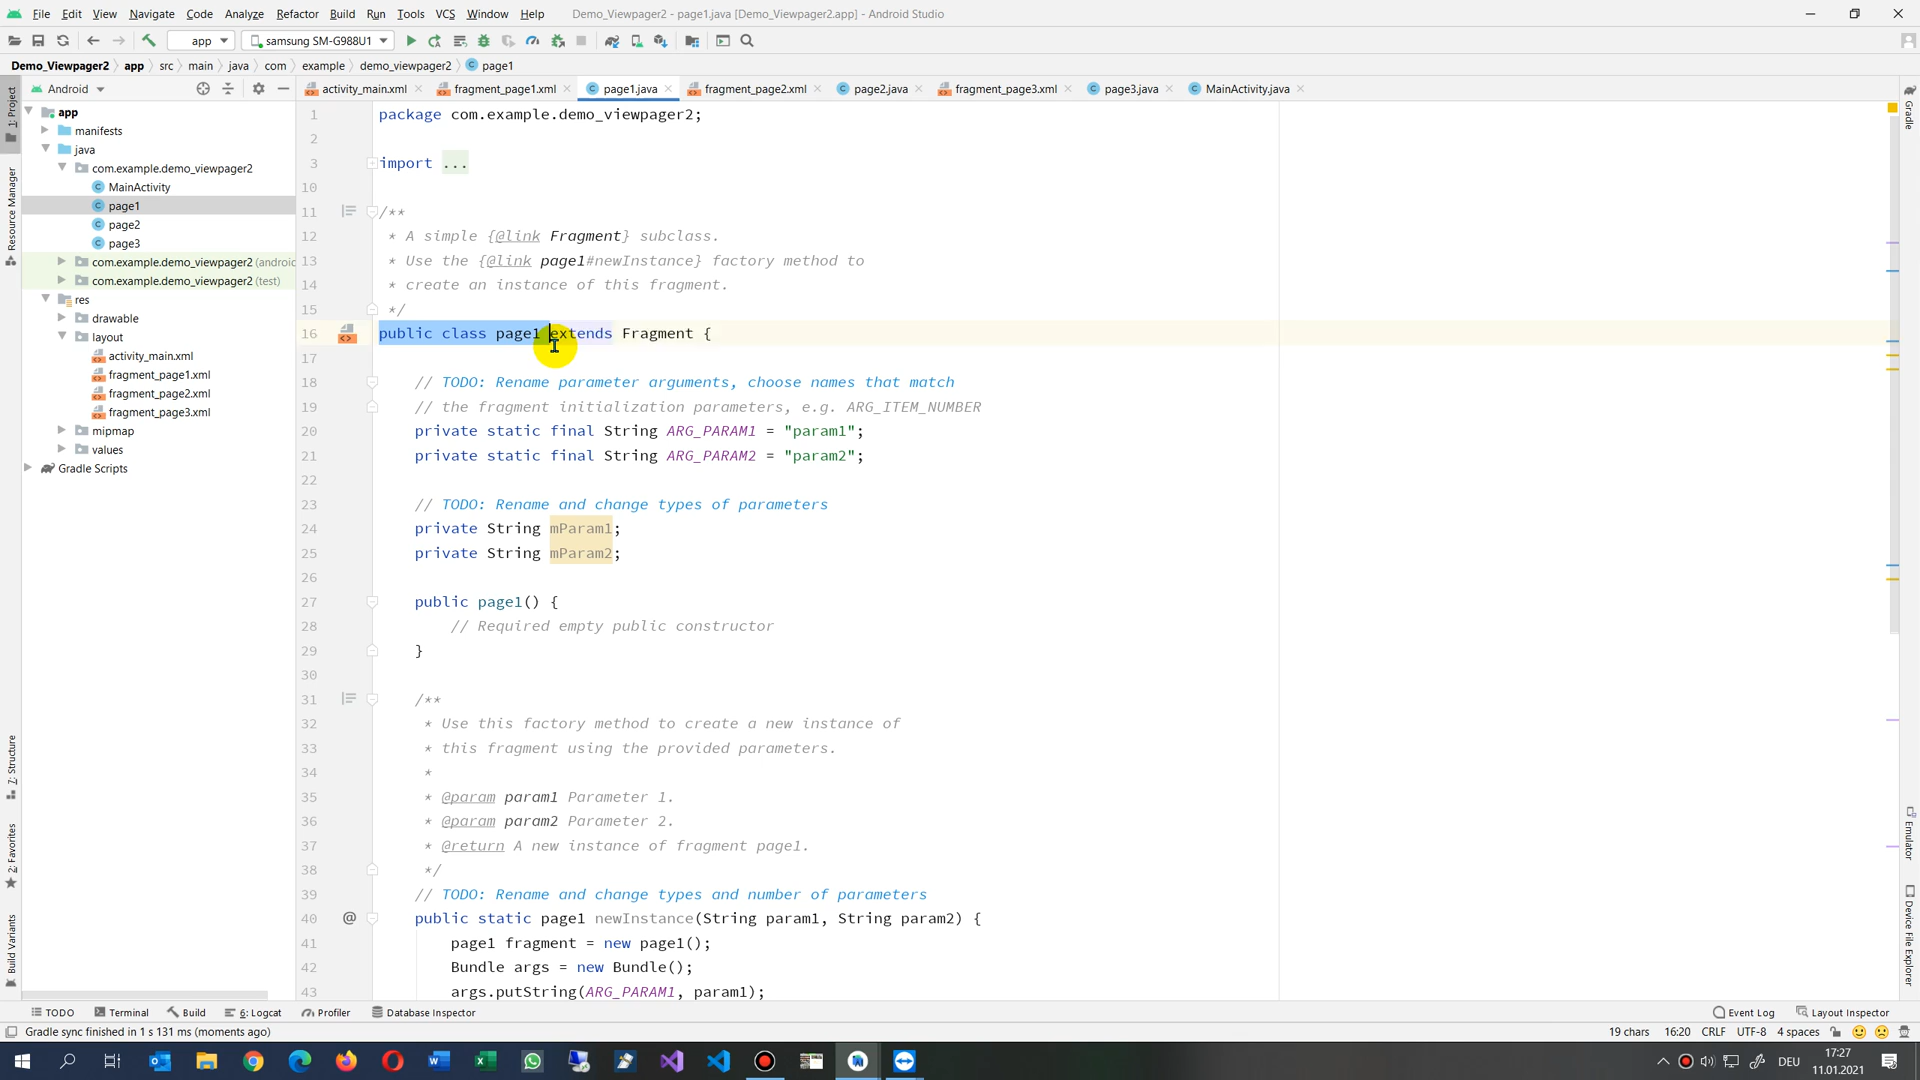 File Edit View Navigate Code Analyze Refactor Build Run Tools VCS Window Help Demo_Viewpager2 - page1.java [Demo_Viewpager2.app] - Android Studio
app samsung SM-G988U1
Demo_Viewpager2 app src main java com example demo_viewpager2 page1
Android activity_main.xml fragment_page1.xml page1.java fragment_page2.xml page2.java fragment_page3.xml page3.java MainActivity.java
1: Project
Resource Manager
7: Structure
2: Favorites
Build Variants
app
manifests
java
com.example.demo_viewpager2
MainActivity
page1
page2
page3
com.example.demo_viewpager2 (androic
com.example.demo_viewpager2 (test)
res
drawable
layout
activity_main.xml
fragment_page1.xml
fragment_page2.xml
fragment_page3.xml
mipmap
values
Gradle Scripts
1 package com.example.demo_viewpager2;
2
3 import ...
10
11 /**
12 * A simple {@link Fragment} subclass.
13 * Use the {@link page1#newInstance} factory method to
14 * create an instance of this fragment.
15 */
16 public class page1 extends Fragment {
17
18 // TODO: Rename parameter arguments, choose names that match
19 // the fragment initialization parameters, e.g. ARG_ITEM_NUMBER
20 private static final String ARG_PARAM1 = "param1";
21 private static final String ARG_PARAM2 = "param2";
22
23 // TODO: Rename and change types of parameters
24 private String mParam1;
25 private String mParam2;
26
27 public page1() {
28 // Required empty public constructor
29 }
30
31 /**
32 * Use this factory method to create a new instance of
33 * this fragment using the provided parameters.
34 *
35 * @param param1 Parameter 1.
36 * @param param2 Parameter 2.
37 * @return A new instance of fragment page1.
38 */
39 // TODO: Rename and change types and number of parameters
40 @ public static page1 newInstance(String param1, String param2) {
41 page1 fragment = new page1();
42 Bundle args = new Bundle();
43 args.putString(ARG_PARAM1, param1);
Gradle
Emulator
Device File Explorer
TODO Terminal Build 6: Logcat Profiler Database Inspector Event Log Layout Inspector
Gradle sync finished in 1 s 131 ms (moments ago) 19 chars 16:20 CRLF UTF-8 4 spaces
DEU 17:27
11.01.2021